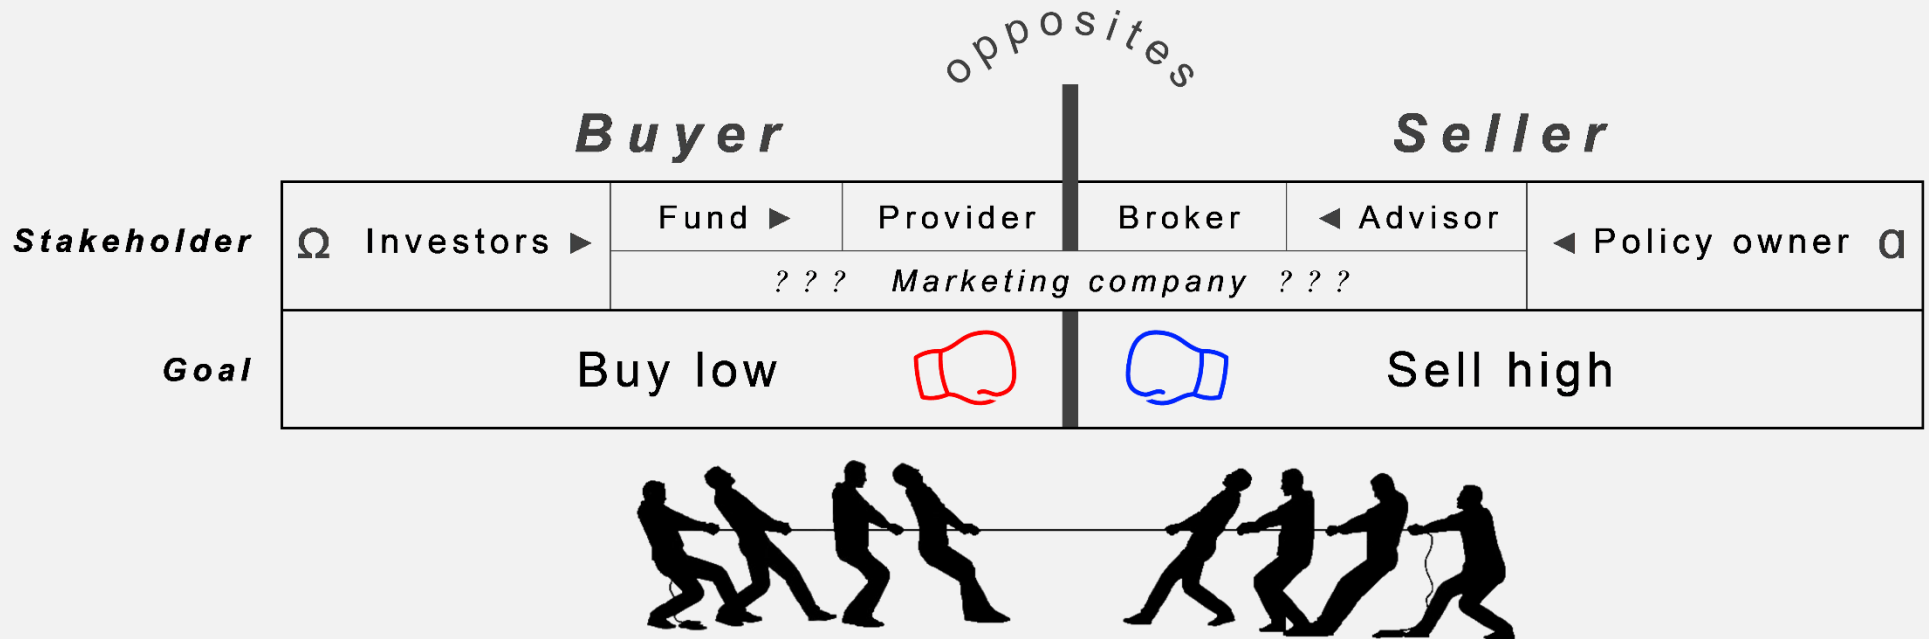 opposites
Buyer Seller
Stakeholder Ω Investors ► Fund ► Provider Broker ◄ Advisor ◄ Policy owner ɑ
? ? ? Marketing company ? ? ?
Goal Buy low Sell high